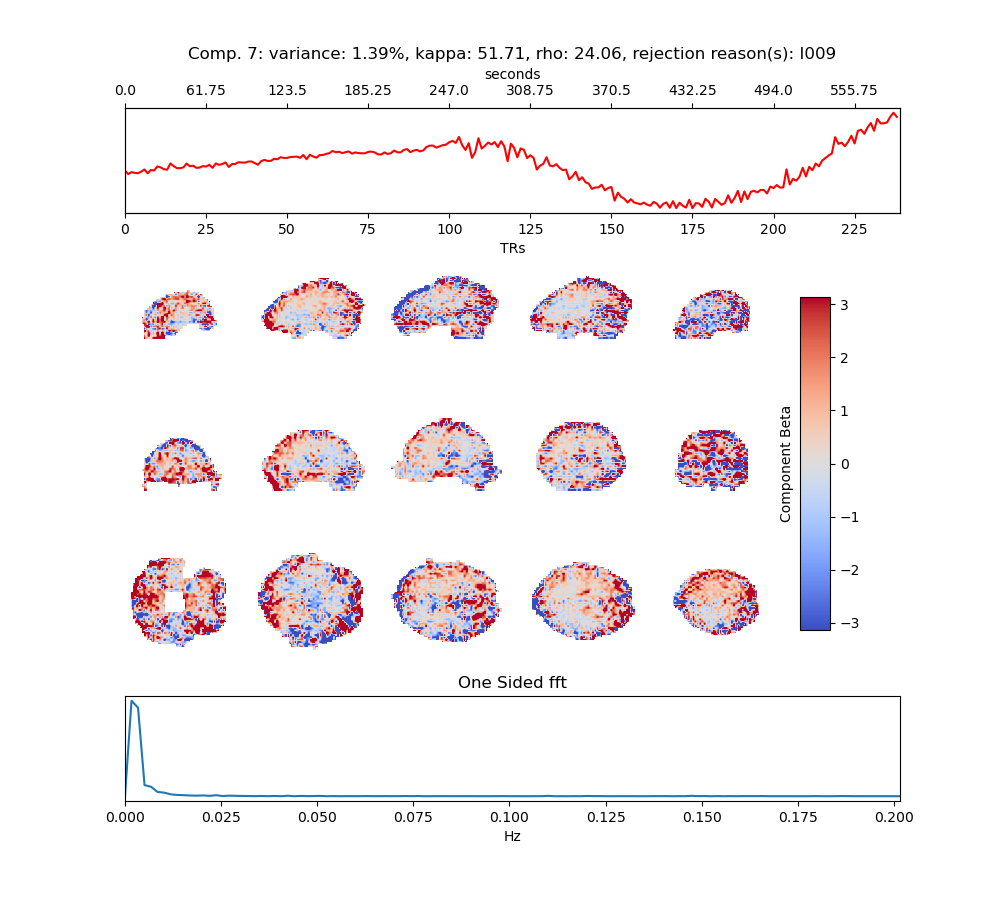 Comp. 7: variance: 1.39%, kappa: 51.71, rho: 24.06, rejection reason(s): I009
seconds
0.0 61.75 123.5 185.25 247.0 308.75 370.5 432.25 494.0 555.75
0 25 50 75 100 125 150 175 200 225
TRs
3
2
1
0
−1
−2
−3
Component Beta
One Sided fft
0.000 0.025 0.050 0.075 0.100 0.125 0.150 0.175 0.200
Hz